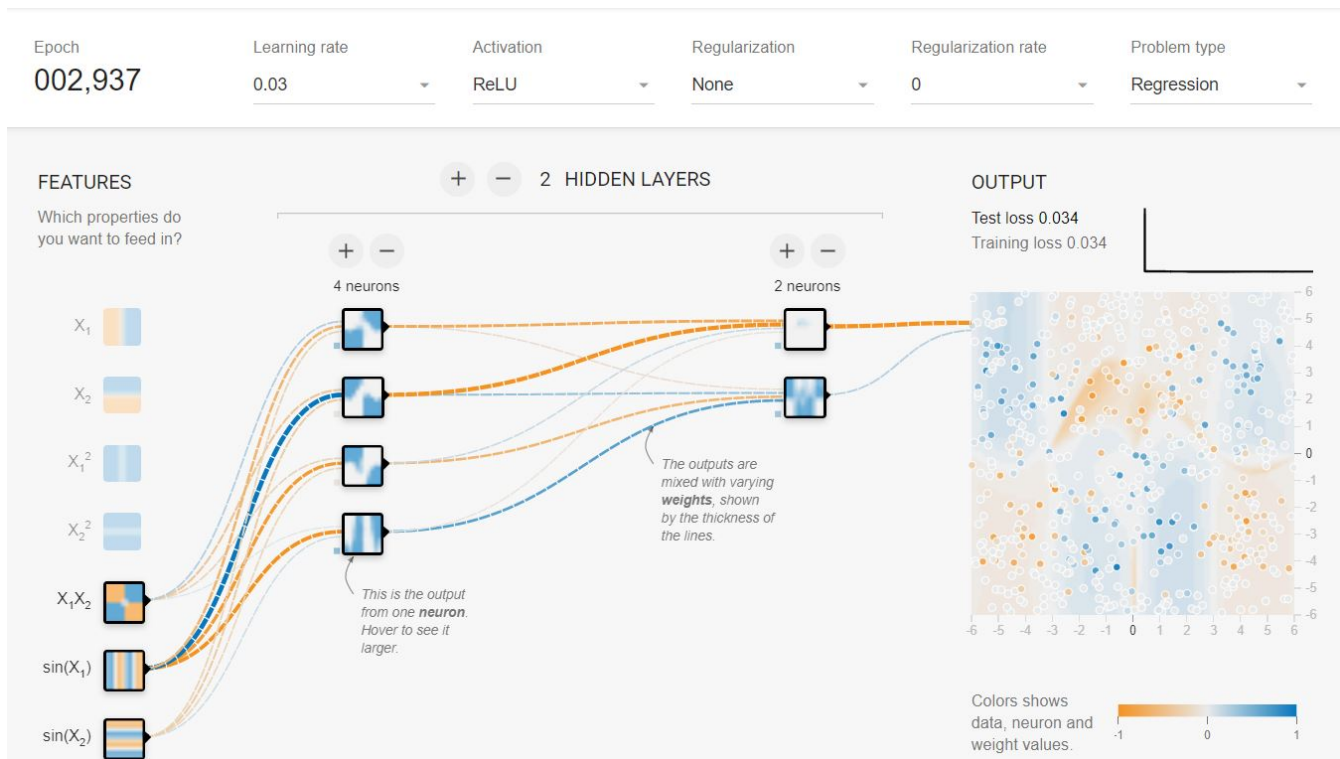 Epoch
002,937
Learning rate
0.03
Activation
ReLU
Regularization
None
Regularization rate
0
Problem type
Regression
FEATURES
Which properties do
you want to feed in?
+ − 2 HIDDEN LAYERS
+ −
4 neurons
+ −
2 neurons
OUTPUT
Test loss 0.034
Training loss 0.034
X₁
X₂
X₁²
X₂²
X₁X₂
sin(X₁)
sin(X₂)
This is the output
from one neuron.
Hover to see it
larger.
The outputs are
mixed with varying
weights, shown
by the thickness of
the lines.
6
5
4
3
2
1
0
-1
-2
-3
-4
-5
-6
-6 -5 -4 -3 -2 -1 0 1 2 3 4 5 6
Colors shows
data, neuron and
weight values.
-1 0 1